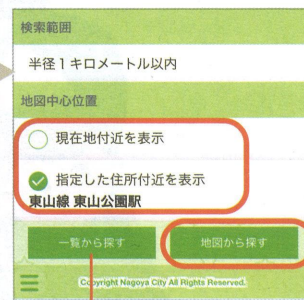 検索範囲
半径1キロメートル以内
地図中心位置
現在地付近を表示
指定した住所付近を表示
東山線 東山公園駅
一覧から探す
地図から探す
Copyright Nagoya City All Rights Reserved.